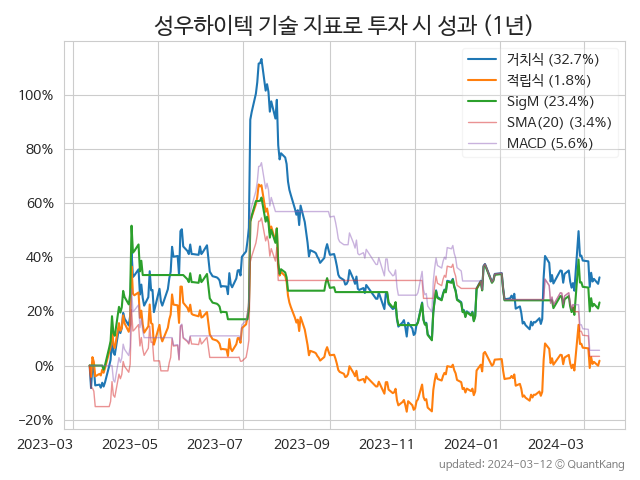 성우하이텍 기술 지표로 투자 시 성과 (1년)
거치식 (32.7%)
적립식 (1.8%)
SigM (23.4%)
SMA(20) (3.4%)
MACD (5.6%)
100%
80%
60%
40%
20%
0%
−20%
2023−03 2023−05 2023−07 2023−09 2023−11 2024−01 2024−03
updated: 2024-03-12 © QuantKang